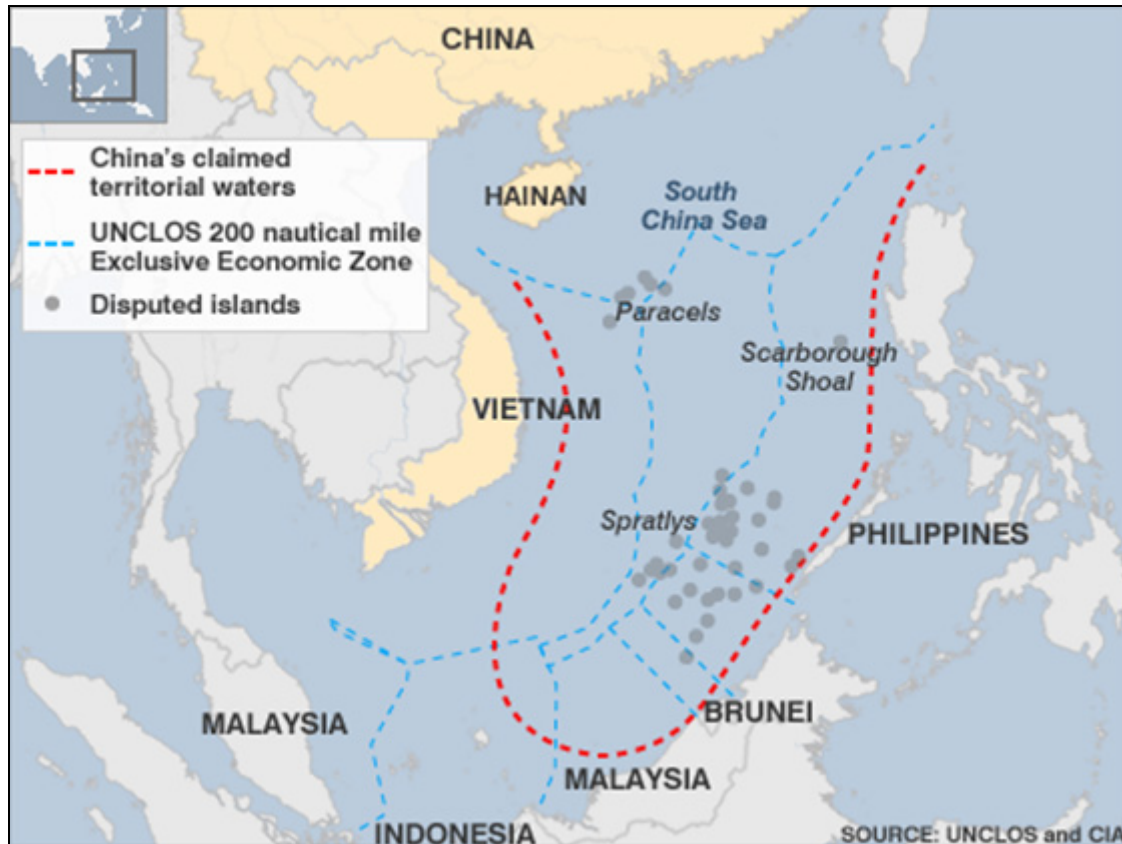 CHINA
China's claimed
territorial waters
UNCLOS 200 nautical mile
Exclusive Economic Zone
Disputed islands
HAINAN
South
China Sea
Paracels
Scarborough
Shoal
VIETNAM
Spratlys
PHILIPPINES
MALAYSIA
BRUNEI
MALAYSIA
INDONESIA
SOURCE: UNCLOS and CIA